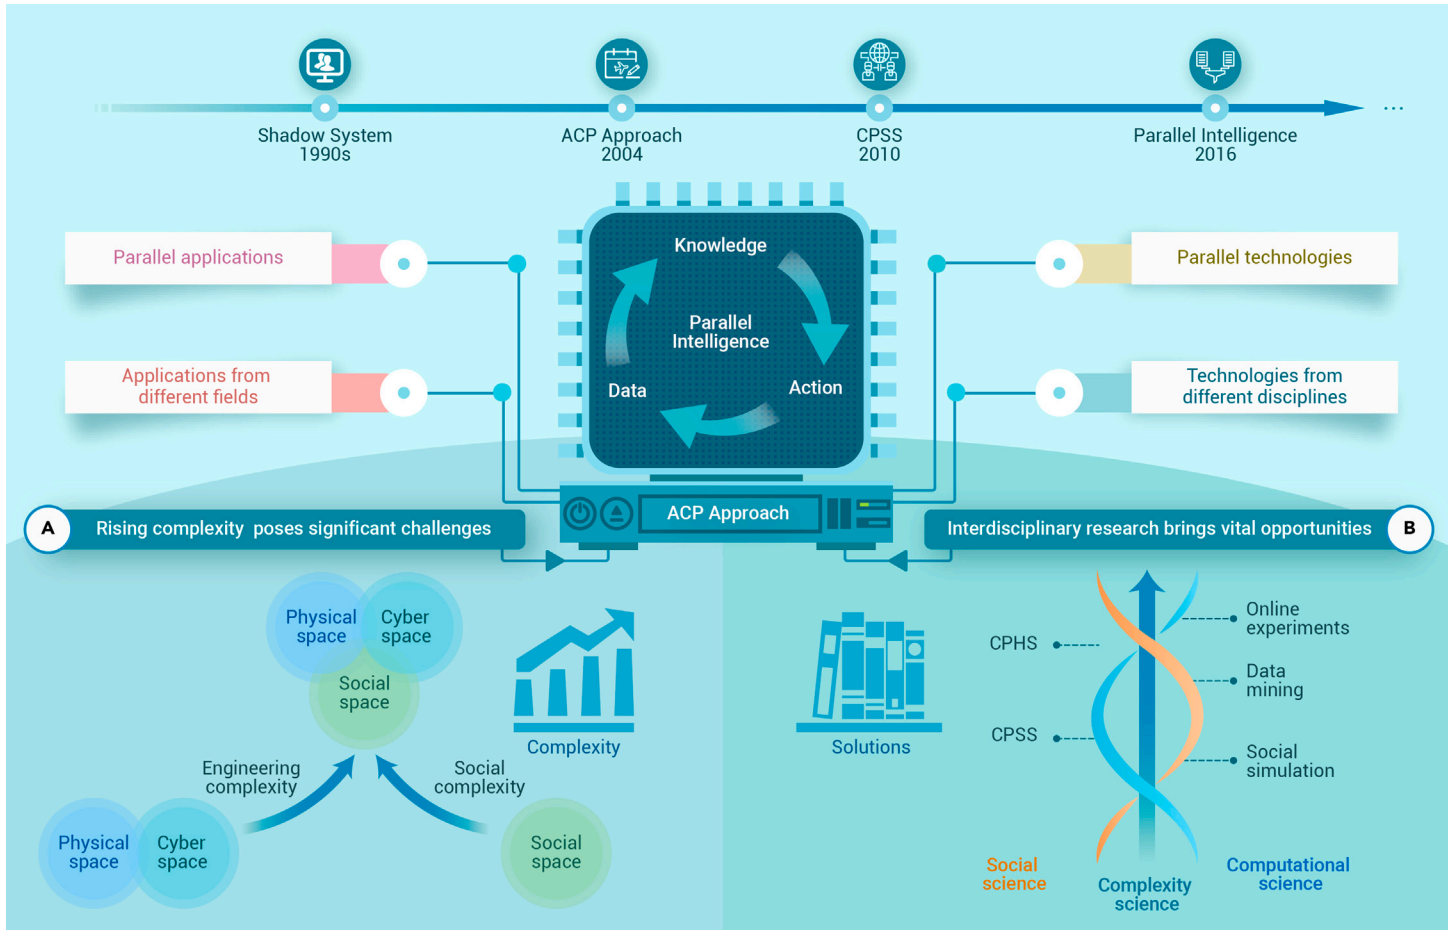 Shadow System
1990s
ACP Approach
2004
CPSS
2010
Parallel Intelligence
2016
...
Parallel applications
Applications from
different fields
Knowledge
Parallel
Intelligence
Data
Action
Parallel technologies
Technologies from
different disciplines
ACP Approach
A
Rising complexity poses significant challenges
Interdisciplinary research brings vital opportunities
B
Physical
space
Cyber
space
Social
space
Engineering
complexity
Social
complexity
Physical
space
Cyber
space
Social
space
Complexity
Solutions
CPHS
CPSS
Online
experiments
Data
mining
Social
simulation
Social
science
Complexity
science
Computational
science